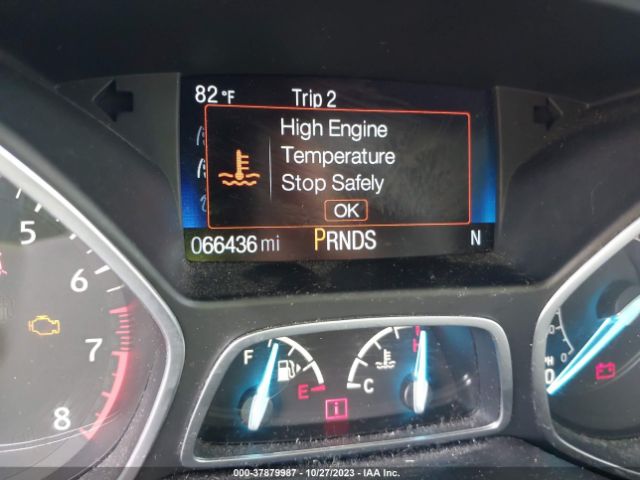 82 °F Trip 2
High Engine
Temperature
Stop Safely
OK
066436 mi PRNDS N
5
6
7
8
F E
C H
000-37879987 - 10/27/2023 - IAA Inc.